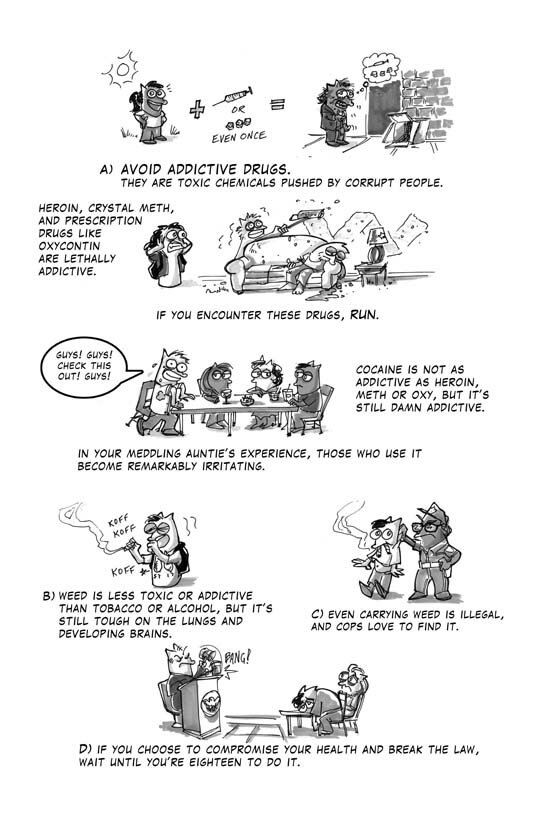 + OR =
EVEN ONCE
A) AVOID ADDICTIVE DRUGS.
THEY ARE TOXIC CHEMICALS PUSHED BY CORRUPT PEOPLE.
HEROIN, CRYSTAL METH,
AND PRESCRIPTION
DRUGS LIKE
OXYCONTIN
ARE LETHALLY
ADDICTIVE.
IF YOU ENCOUNTER THESE DRUGS, RUN.
GUYS! GUYS!
CHECK THIS
OUT! GUYS!
COCAINE IS NOT AS
ADDICTIVE AS HEROIN,
METH OR OXY, BUT IT'S
STILL DAMN ADDICTIVE.
IN YOUR MEDDLING AUNTIE'S EXPERIENCE, THOSE WHO USE IT
BECOME REMARKABLY IRRITATING.
KOFF
KOFF
KOFF
B) WEED IS LESS TOXIC OR ADDICTIVE
THAN TOBACCO OR ALCOHOL, BUT IT'S
STILL TOUGH ON THE LUNGS AND
DEVELOPING BRAINS.
C) EVEN CARRYING WEED IS ILLEGAL,
AND COPS LOVE TO FIND IT.
BANG!
D) IF YOU CHOOSE TO COMPROMISE YOUR HEALTH AND BREAK THE LAW,
WAIT UNTIL YOU'RE EIGHTEEN TO DO IT.